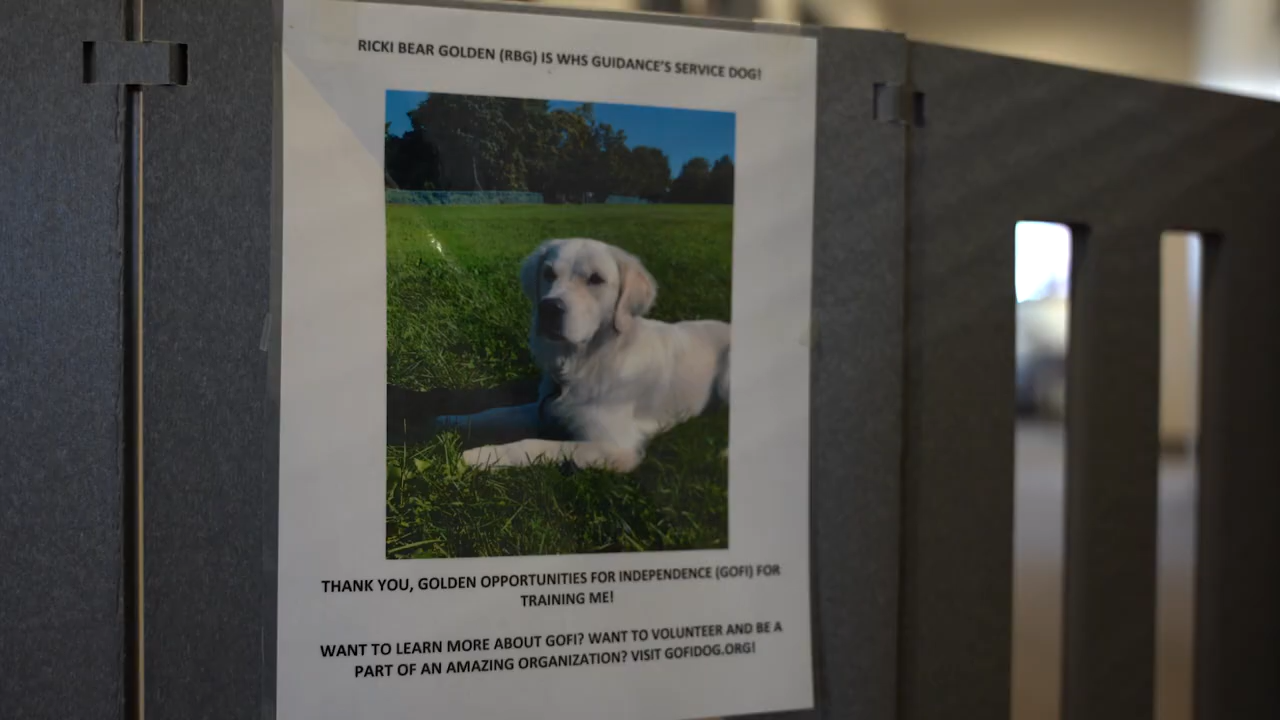 RICKI BEAR GOLDEN (RBG) IS WHS GUIDANCE'S SERVICE DOG!
THANK YOU, GOLDEN OPPORTUNITIES FOR INDEPENDENCE (GOFI) FOR
TRAINING ME!
WANT TO LEARN MORE ABOUT GOFI? WANT TO VOLUNTEER AND BE A
PART OF AN AMAZING ORGANIZATION? VISIT GOFIDOG.ORG!